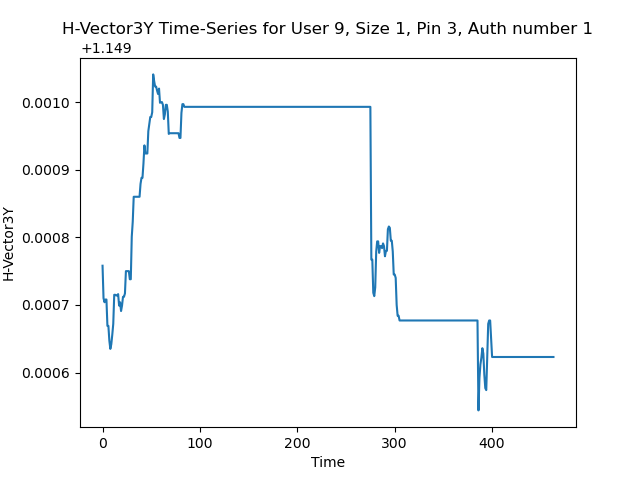 H-Vector3Y Time-Series for User 9, Size 1, Pin 3, Auth number 1
+1.149
0.0010
0.0009
0.0008
0.0007
0.0006
H-Vector3Y
0 100 200 300 400
Time